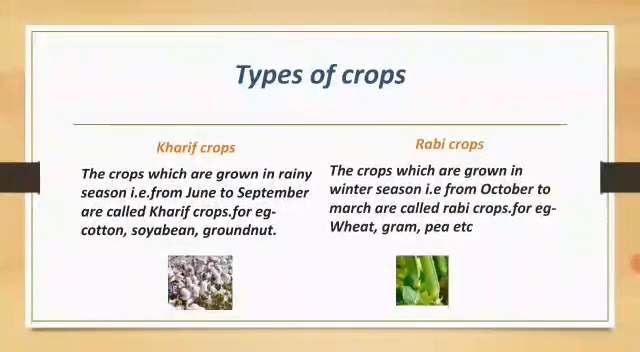 Types of crops
Kharif crops
The crops which are grown in rainy
season i.e.from June to September
are called Kharif crops.for eg-
cotton, soyabean, groundnut.
Rabi crops
The crops which are grown in
winter season i.e from October to
march are called rabi crops.for eg-
Wheat, gram, pea etc